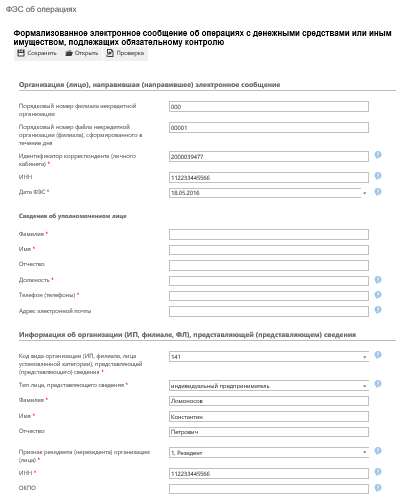 ФЭС об операциях
Формализованное электронное сообщение об операциях с денежными средствами или иным
имуществом, подлежащих обязательному контролю
Сохранить Открыть Проверка
Организация (лицо), направившая (направившее) электронное сообщение
Порядковый номер филиала некредитной 000
организации
Порядковый номер файла некредитной 00001
организации (филиала), сформированного в
течение дня
Идентификатор корреспондента (личного 2000039477
кабинета) *
ИНН 112233445566
Дата ФЭС * 18.05.2016
Сведения об уполномоченном лице
Фамилия *
Имя *
Отчество
Должность *
Телефон (телефоны) *
Адрес электронной почты
Информация об организации (ИП, филиале, ФЛ), представляющей (представляющем) сведения
Код вида организации (ИП, филиале, лица 141
установленной категории), представляющей
(представляющего) сведения *
Тип лица, представляющего сведения * индивидуальный предприниматель
Фамилия * Ломоносов
Имя * Константин
Отчество Петрович
Признак резидента (нерезидента) организации 1, Резидент
(лица) *
ИНН * 112233445566
ОКПО